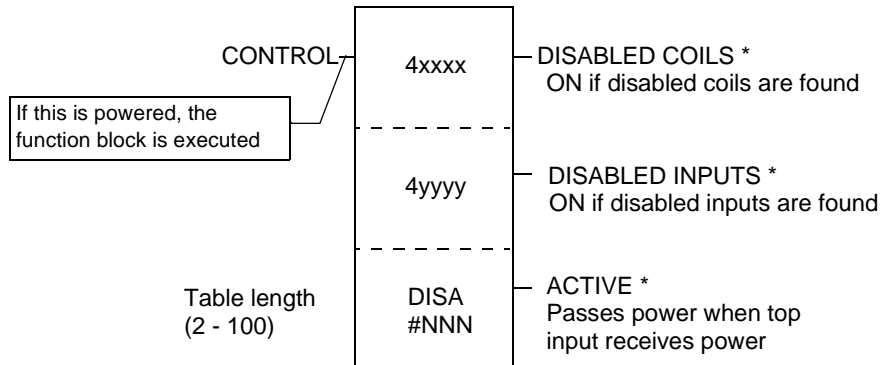 CONTROL
4xxxx
DISABLED COILS *
ON if disabled coils are found
If this is powered, the
function block is executed
4yyyy
DISABLED INPUTS *
ON if disabled inputs are found
Table length
(2 - 100)
DISA
#NNN
ACTIVE *
Passes power when top
input receives power